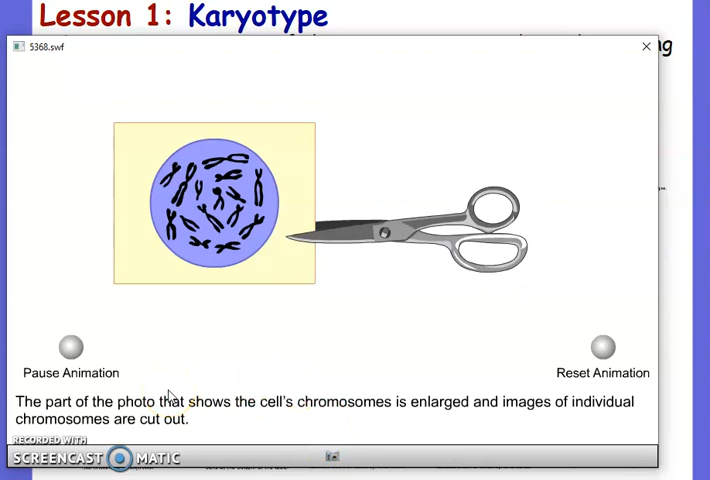 Lesson 1: Karyotype
5368.swf
Pause Animation
Reset Animation
The part of the photo that shows the cell's chromosomes is enlarged and images of individual
chromosomes are cut out.
RECORDED WITH
SCREENCAST MATIC